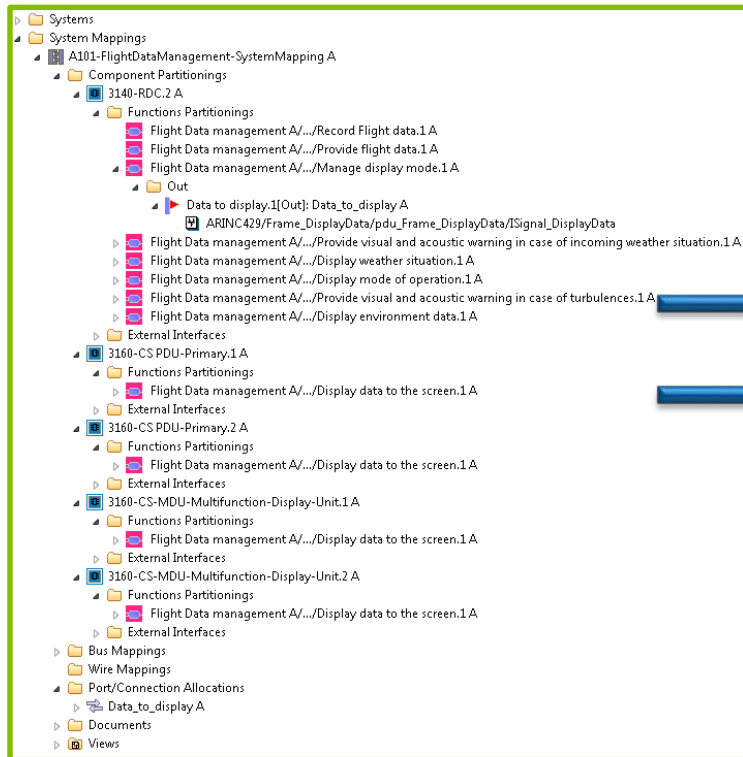 Systems
System Mappings
A101-FlightDataManagement-SystemMapping A
Component Partitionings
3140-RDC.2 A
Functions Partitionings
Flight Data management A/.../Record Flight data.1 A
Flight Data management A/.../Provide flight data.1 A
Flight Data management A/.../Manage display mode.1 A
Out
Data to display.1[Out]: Data_to_display A
ARINC429/Frame_DisplayData/pdu_Frame_DisplayData/ISignal_DisplayData
Flight Data management A/.../Provide visual and acoustic warning in case of incoming weather situation.1 A
Flight Data management A/.../Display weather situation.1 A
Flight Data management A/.../Display mode of operation.1 A
Flight Data management A/.../Provide visual and acoustic warning in case of turbulences.1 A
Flight Data management A/.../Display environment data.1 A
External Interfaces
3160-CS PDU-Primary.1 A
Functions Partitionings
Flight Data management A/.../Display data to the screen.1 A
External Interfaces
3160-CS PDU-Primary.2 A
Functions Partitionings
Flight Data management A/.../Display data to the screen.1 A
External Interfaces
3160-CS-MDU-Multifunction-Display-Unit.1 A
Functions Partitionings
Flight Data management A/.../Display data to the screen.1 A
External Interfaces
3160-CS-MDU-Multifunction-Display-Unit.2 A
Functions Partitionings
Flight Data management A/.../Display data to the screen.1 A
External Interfaces
Bus Mappings
Wire Mappings
Port/Connection Allocations
Data_to_display A
Documents
Views